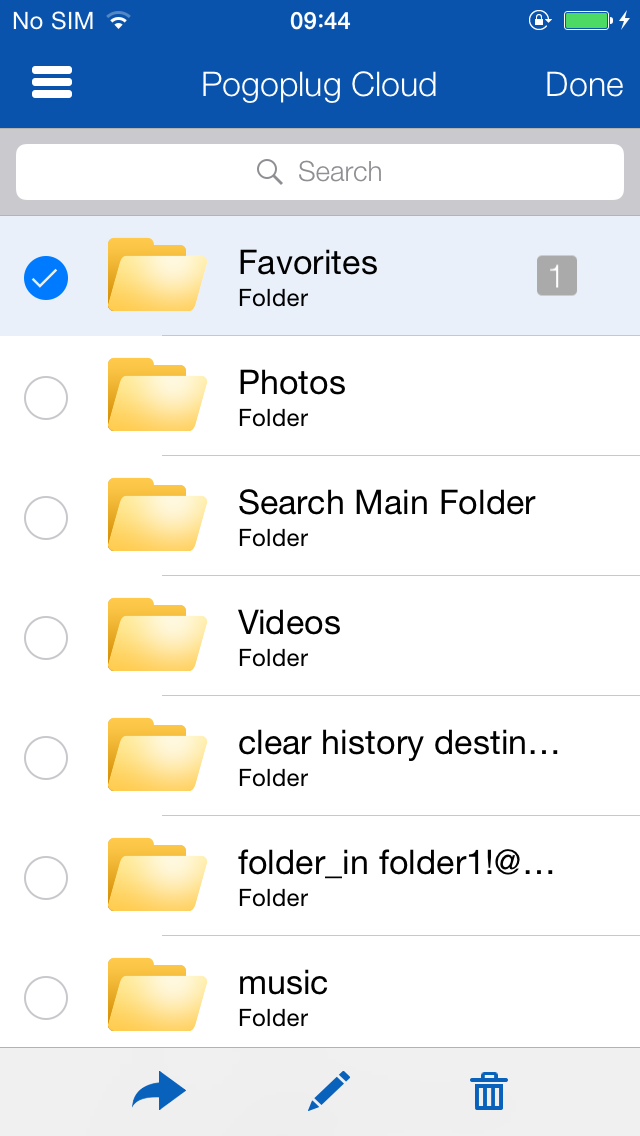 No SIM 09:44
Pogoplug Cloud Done
Search
Favorites
Folder
1
Photos
Folder
Search Main Folder
Folder
Videos
Folder
clear history destin…
Folder
folder_in folder1!@…
Folder
music
Folder